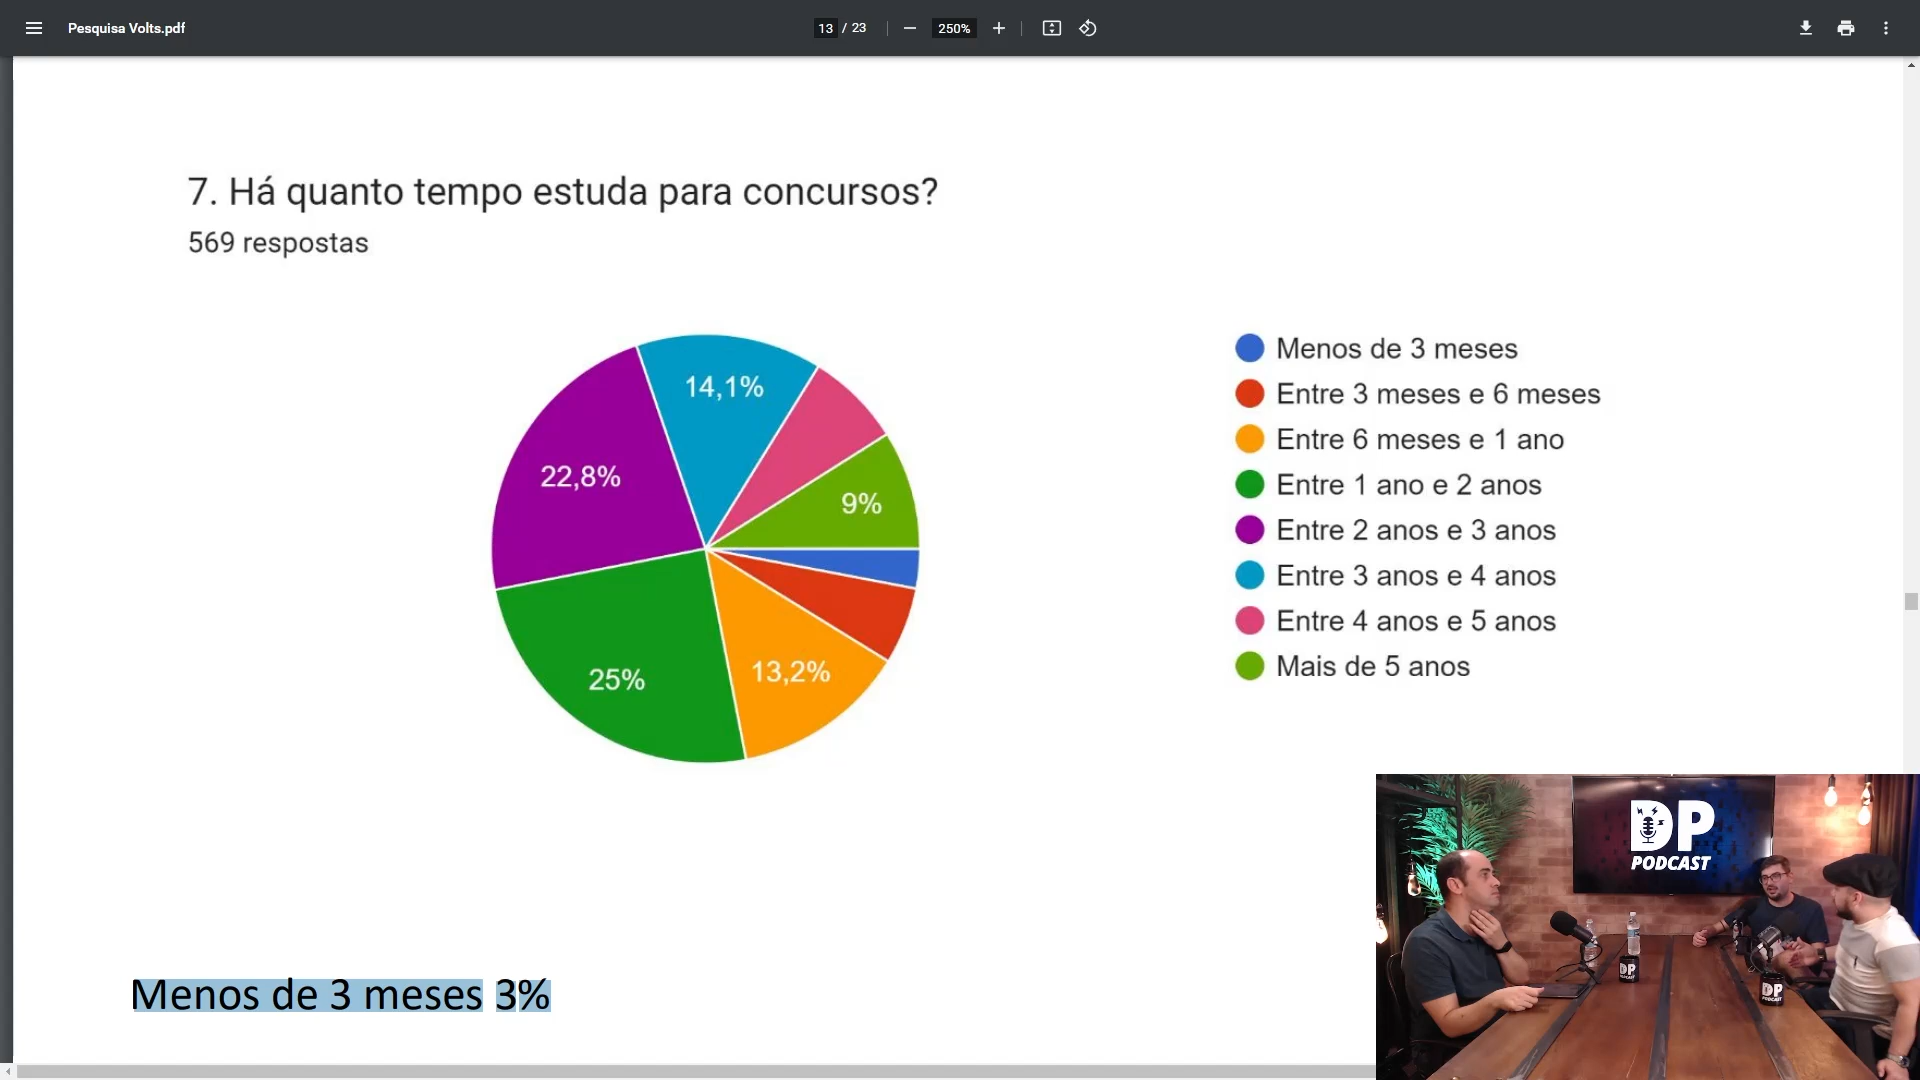 Pesquisa Volts.pdf
13 / 23
250%
7. Há quanto tempo estuda para concursos?
569 respostas
14,1%
22,8%
9%
25%
13,2%
Menos de 3 meses
Entre 3 meses e 6 meses
Entre 6 meses e 1 ano
Entre 1 ano e 2 anos
Entre 2 anos e 3 anos
Entre 3 anos e 4 anos
Entre 4 anos e 5 anos
Mais de 5 anos
DP
PODCAST
DP
DP
Menos de 3 meses 3%